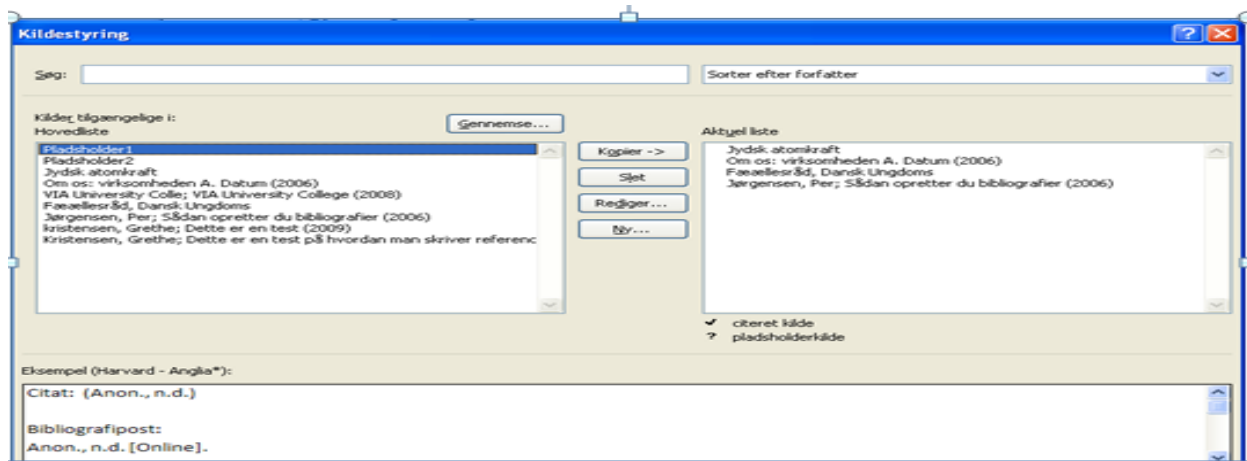 Kildestyring
Søg:
Sorter efter forfatter
Kilder tilgængelige i:
Hovedliste
Gennemse...
Pladsholder1
Pladsholder2
Jydsk atomkraft
Om os: virksomheden A. Datum (2006)
VIA University Colle; VIA University College (2008)
Fææællesråd, Dansk Ungdoms
Jørgensen, Per; Sådan opretter du bibliografier (2006)
kristensen, Grethe; Dette er en test (2009)
Kristensen, Grethe; Dette er en test på hvordan man skriver referenc
Kopier ->
Slet
Rediger...
Ny...
Aktuel liste
Jydsk atomkraft
Om os: virksomheden A. Datum (2006)
Fææællesråd, Dansk Ungdoms
Jørgensen, Per; Sådan opretter du bibliografier (2006)
✓ citeret kilde
? pladsholderkilde
Eksempel (Harvard - Anglia*):
Citat: (Anon., n.d.)
Bibliografipost:
Anon., n.d. [Online].